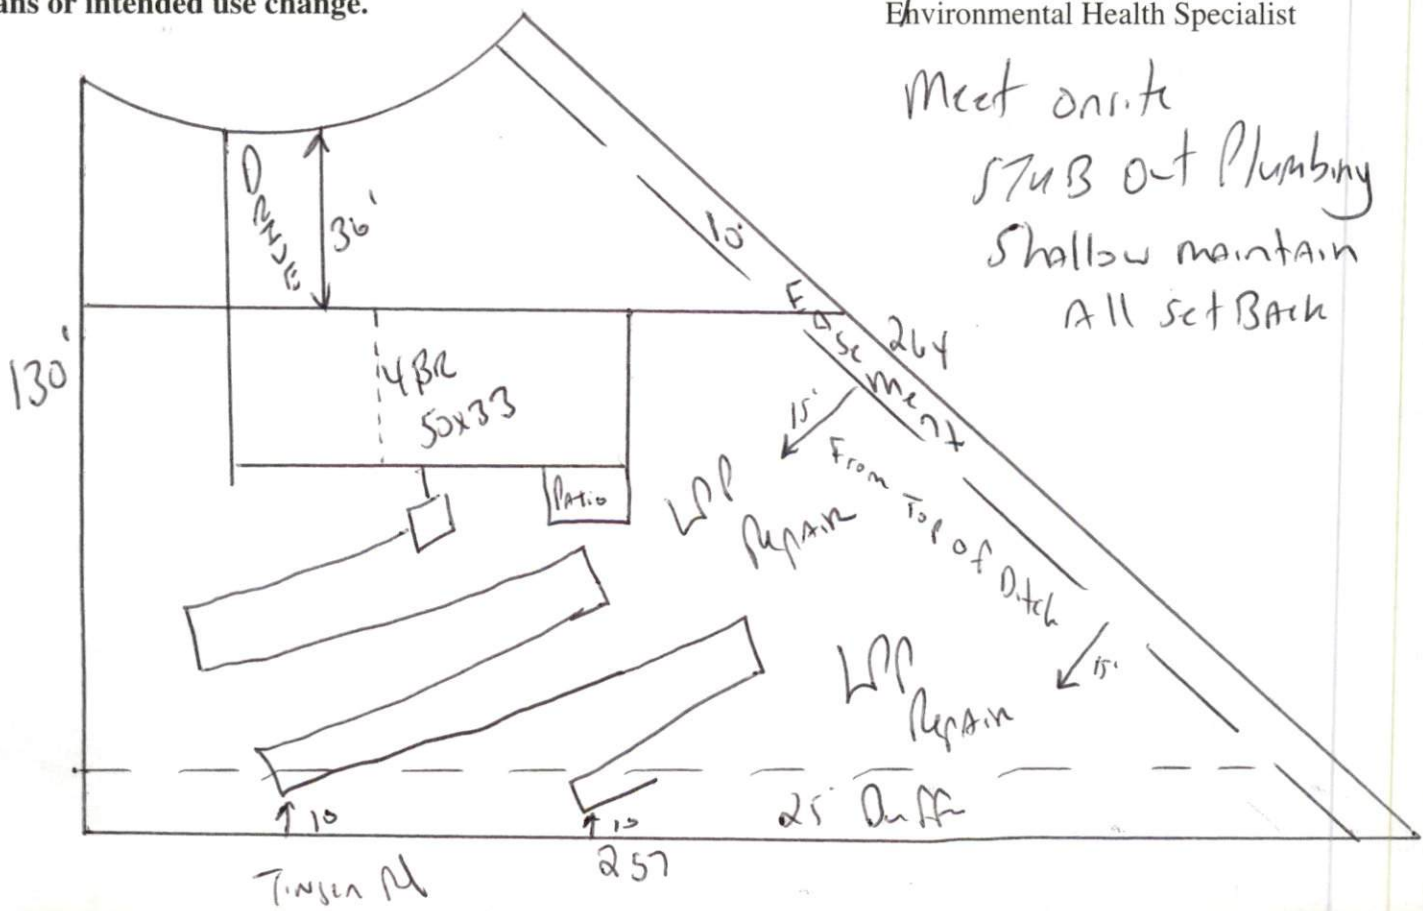 ans or intended use change.
Environmental Health Specialist
Meet onsite
STUB Out Plumbing
Shallow maintain
All SetBack
DRIVE
36'
10'
Easement
264
130'
4BR
50x33
15'
From Top of Ditch
Patio
LPP
Repair
LPP
Repair
15'
25' Buffer
10
10
257